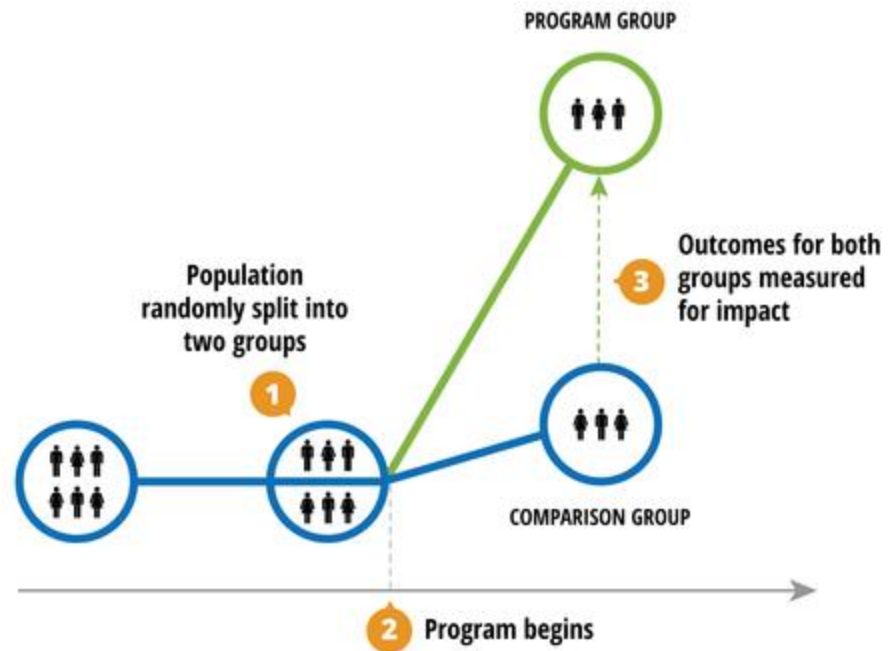 PROGRAM GROUP
Population
randomly split into
two groups
1
3
Outcomes for both
groups measured
for impact
COMPARISON GROUP
2
Program begins